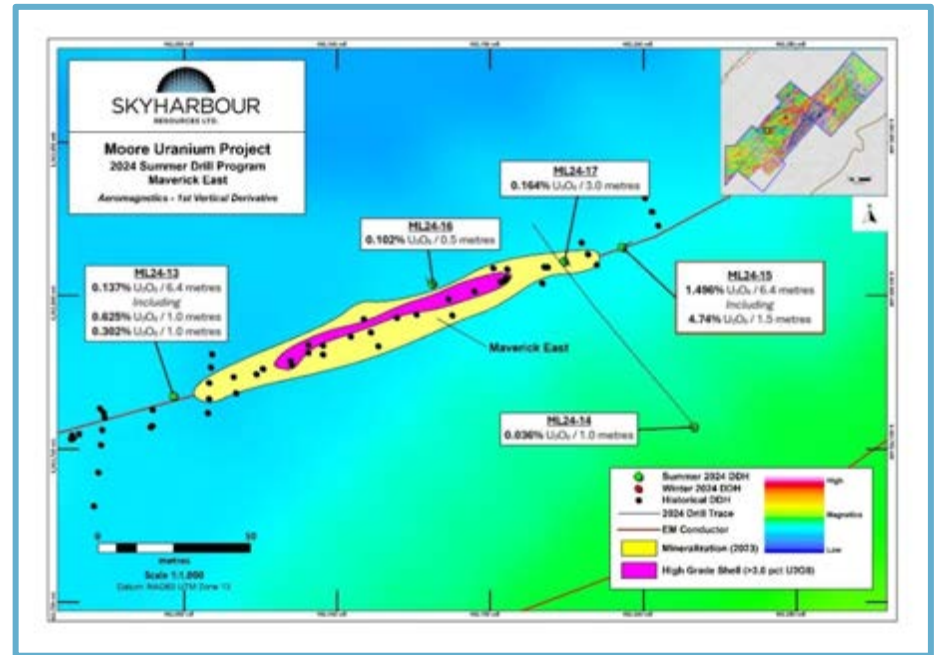 SKYHARBOUR
RESOURCES LTD.
Moore Uranium Project
2024 Summer Drill Program
Maverick East
Aeromagnetics - 1st Vertical Derivative
ML24-17
0.164% U₃O₈ / 3.0 metres
ML24-16
0.102% U₃O₈ / 0.5 metres
ML24-13
0.137% U₃O₈ / 6.4 metres
Including
0.625% U₃O₈ / 1.0 metres
0.302% U₃O₈ / 1.0 metres
ML24-15
1.496% U₃O₈ / 6.4 metres
Including
4.74% U₃O₈ / 1.5 metres
Maverick East
ML24-14
0.036% U₃O₈ / 1.0 metres
Summer 2024 DDH
Winter 2024 DDH
Historical DDH
2024 Drill Trace
EM Conductor
Mineralization (2023)
High Grade Shell (>3.0 pct U3O8)
High
Magnetics
Low
0
50
metres
Scale 1:1,000
Datum: NAD83 UTM Zone 13